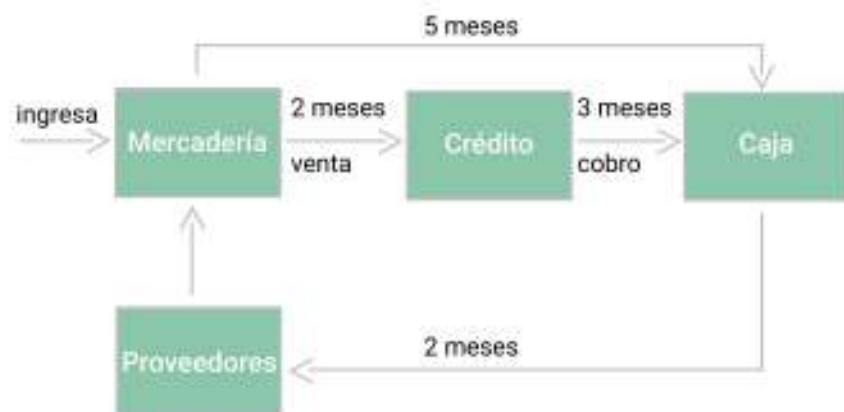 5 meses
ingresa
Mercadería
2 meses
venta
Crédito
3 meses
cobro
Caja
Proveedores
2 meses